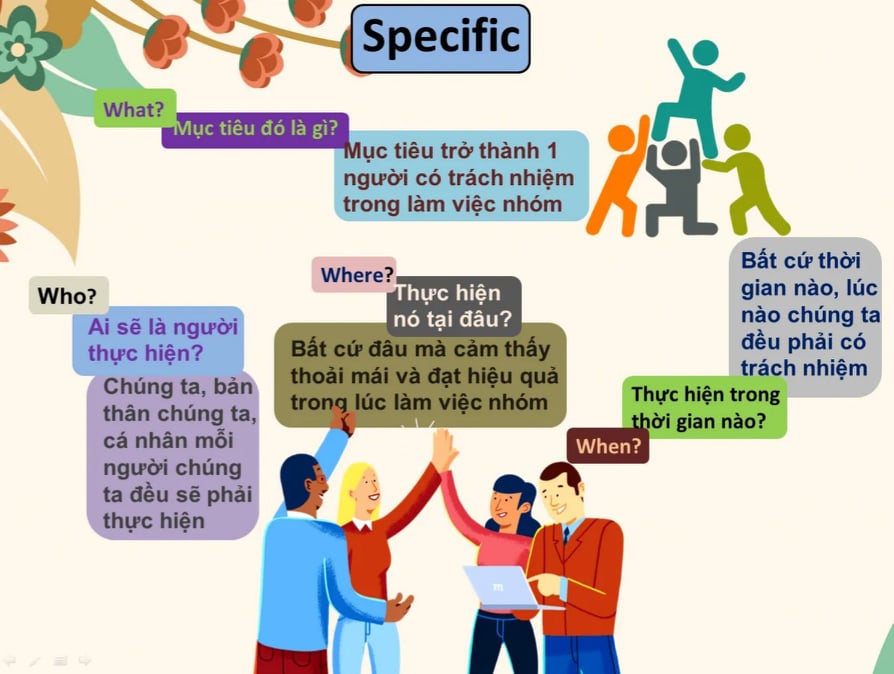 Specific
What?
Mục tiêu đó là gì?
Mục tiêu trở thành 1
người có trách nhiệm
trong làm việc nhóm
Who?
Ai sẽ là người
thực hiện?
Chúng ta, bản
thân chúng ta,
cá nhân mỗi
người chúng
ta đều sẽ phải
thực hiện
Where?
Thực hiện
nó tại đâu?
Bất cứ đâu mà cảm thấy
thoải mái và đạt hiệu quả
trong lúc làm việc nhóm
When?
Thực hiện trong
thời gian nào?
Bất cứ thời
gian nào, lúc
nào chúng ta
đều phải có
trách nhiệm
m